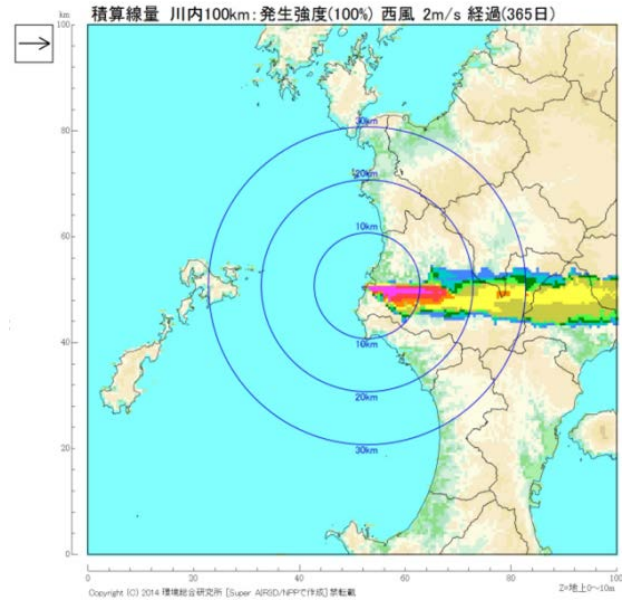 積算線量 川内100km：発生強度(100%) 西風 2m/s 経過(365日)
km
100
80
60
40
20
0
30km
20km
10km
10km
20km
30km
0 20 40 60 80 100
Copyright (C) 2014 環境総合研究所 [Super AIR3D/NPPで作成] 禁転載
Z=地上0～10m